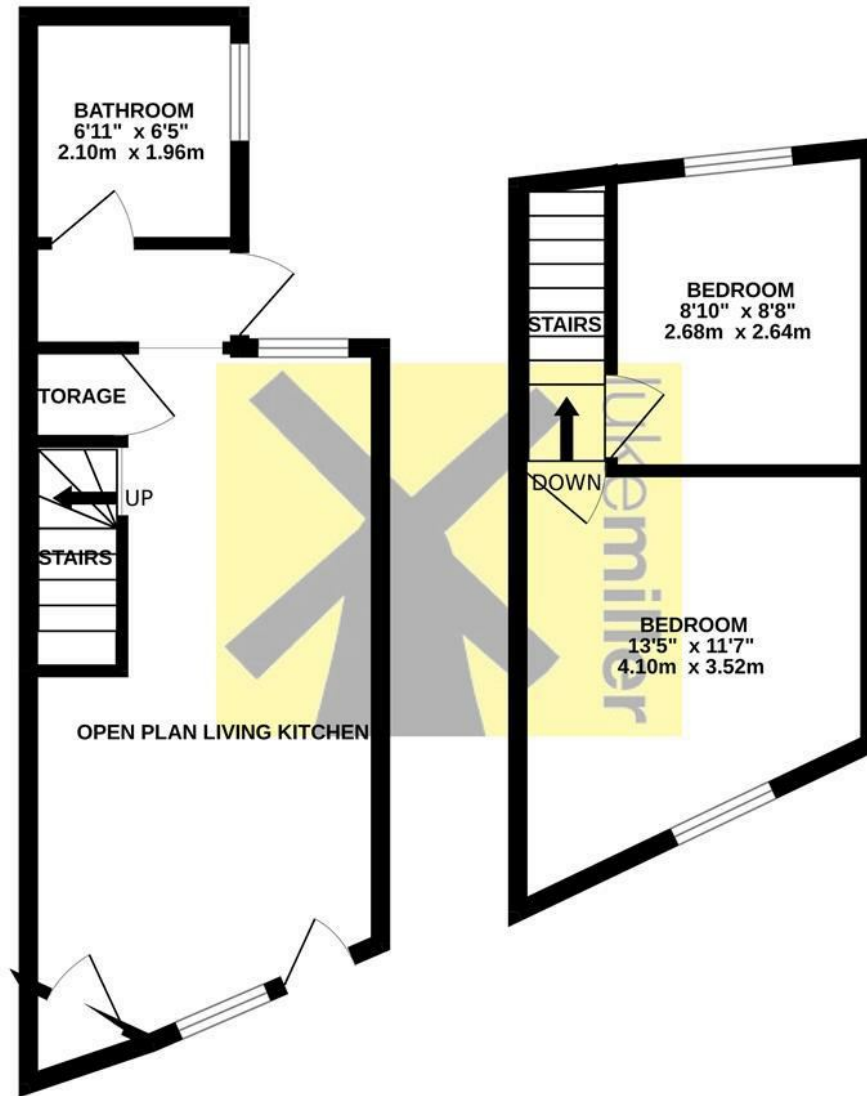 BATHROOM
6'11" x 6'5"
2.10m x 1.96m
TORAGE
UP
STAIRS
OPEN PLAN LIVING KITCHEN
STAIRS
DOWN
BEDROOM
8'10" x 8'8"
2.68m x 2.64m
BEDROOM
13'5" x 11'7"
4.10m x 3.52m
lukemiller